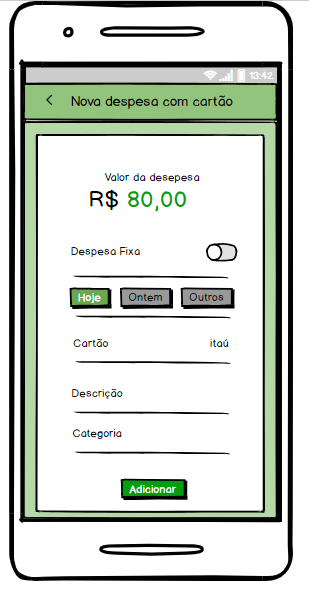 13:42
Nova despesa com cartão
Valor da desepesa
R$ 80,00
Despesa Fixa
Hoje Ontem Outros
Cartão itaú
Descrição
Categoria
Adicionar